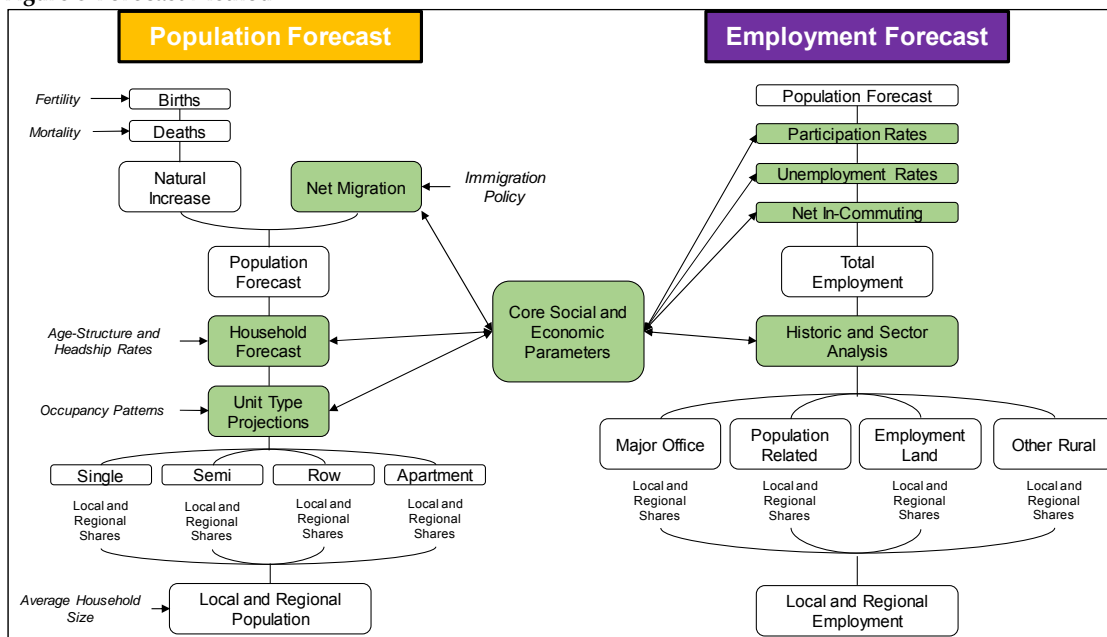 Population Forecast
Employment Forecast
Fertility
Births
Mortality
Deaths
Natural
Increase
Net Migration
Immigration
Policy
Population
Forecast
Age-Structure and
Headship Rates
Household
Forecast
Occupancy Patterns
Unit Type
Projections
Single
Semi
Row
Apartment
Local and
Regional
Shares
Local and
Regional
Shares
Local and
Regional
Shares
Local and
Regional
Shares
Average Household
Size
Local and Regional
Population
Core Social and
Economic
Parameters
Population Forecast
Participation Rates
Unemployment Rates
Net In-Commuting
Total
Employment
Historic and Sector
Analysis
Major Office
Population
Related
Employment
Land
Other Rural
Local and
Regional
Shares
Local and
Regional
Shares
Local and
Regional
Shares
Local and
Regional
Shares
Local and Regional
Employment